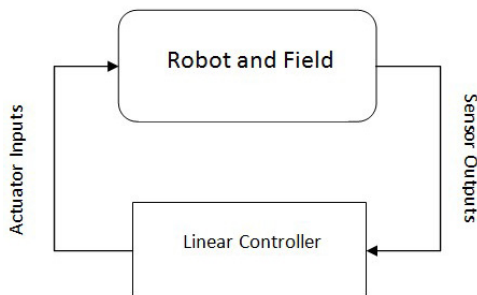 Robot and Field
Actuator Inputs
Sensor Outputs
Linear Controller